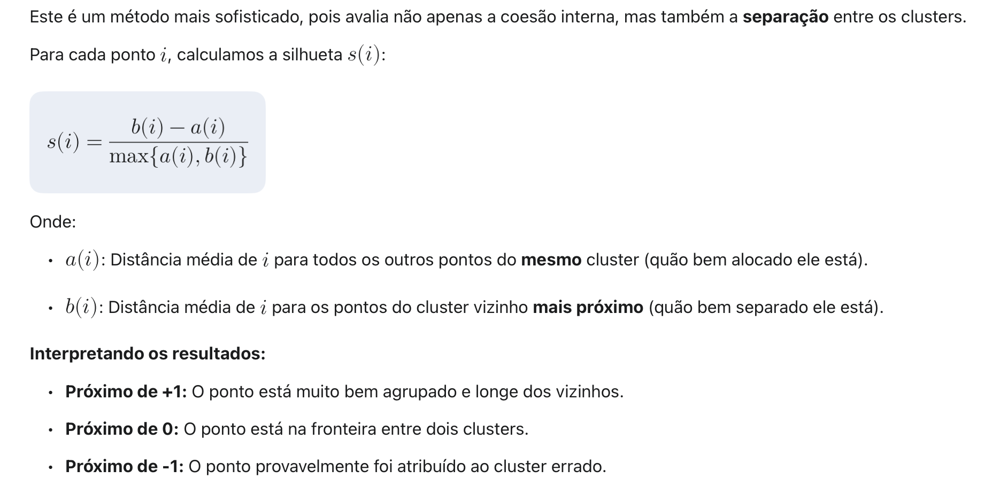 Este é um método mais sofisticado, pois avalia não apenas a coesão interna, mas também a separação entre os clusters.
Para cada ponto i, calculamos a silhueta s(i):
s(i) = \frac{b(i) − a(i)}{max{a(i), b(i)}}
Onde:
• a(i): Distância média de i para todos os outros pontos do mesmo cluster (quão bem alocado ele está).
• b(i): Distância média de i para os pontos do cluster vizinho mais próximo (quão bem separado ele está).
Interpretando os resultados:
• Próximo de +1: O ponto está muito bem agrupado e longe dos vizinhos.
• Próximo de 0: O ponto está na fronteira entre dois clusters.
• Próximo de -1: O ponto provavelmente foi atribuído ao cluster errado.